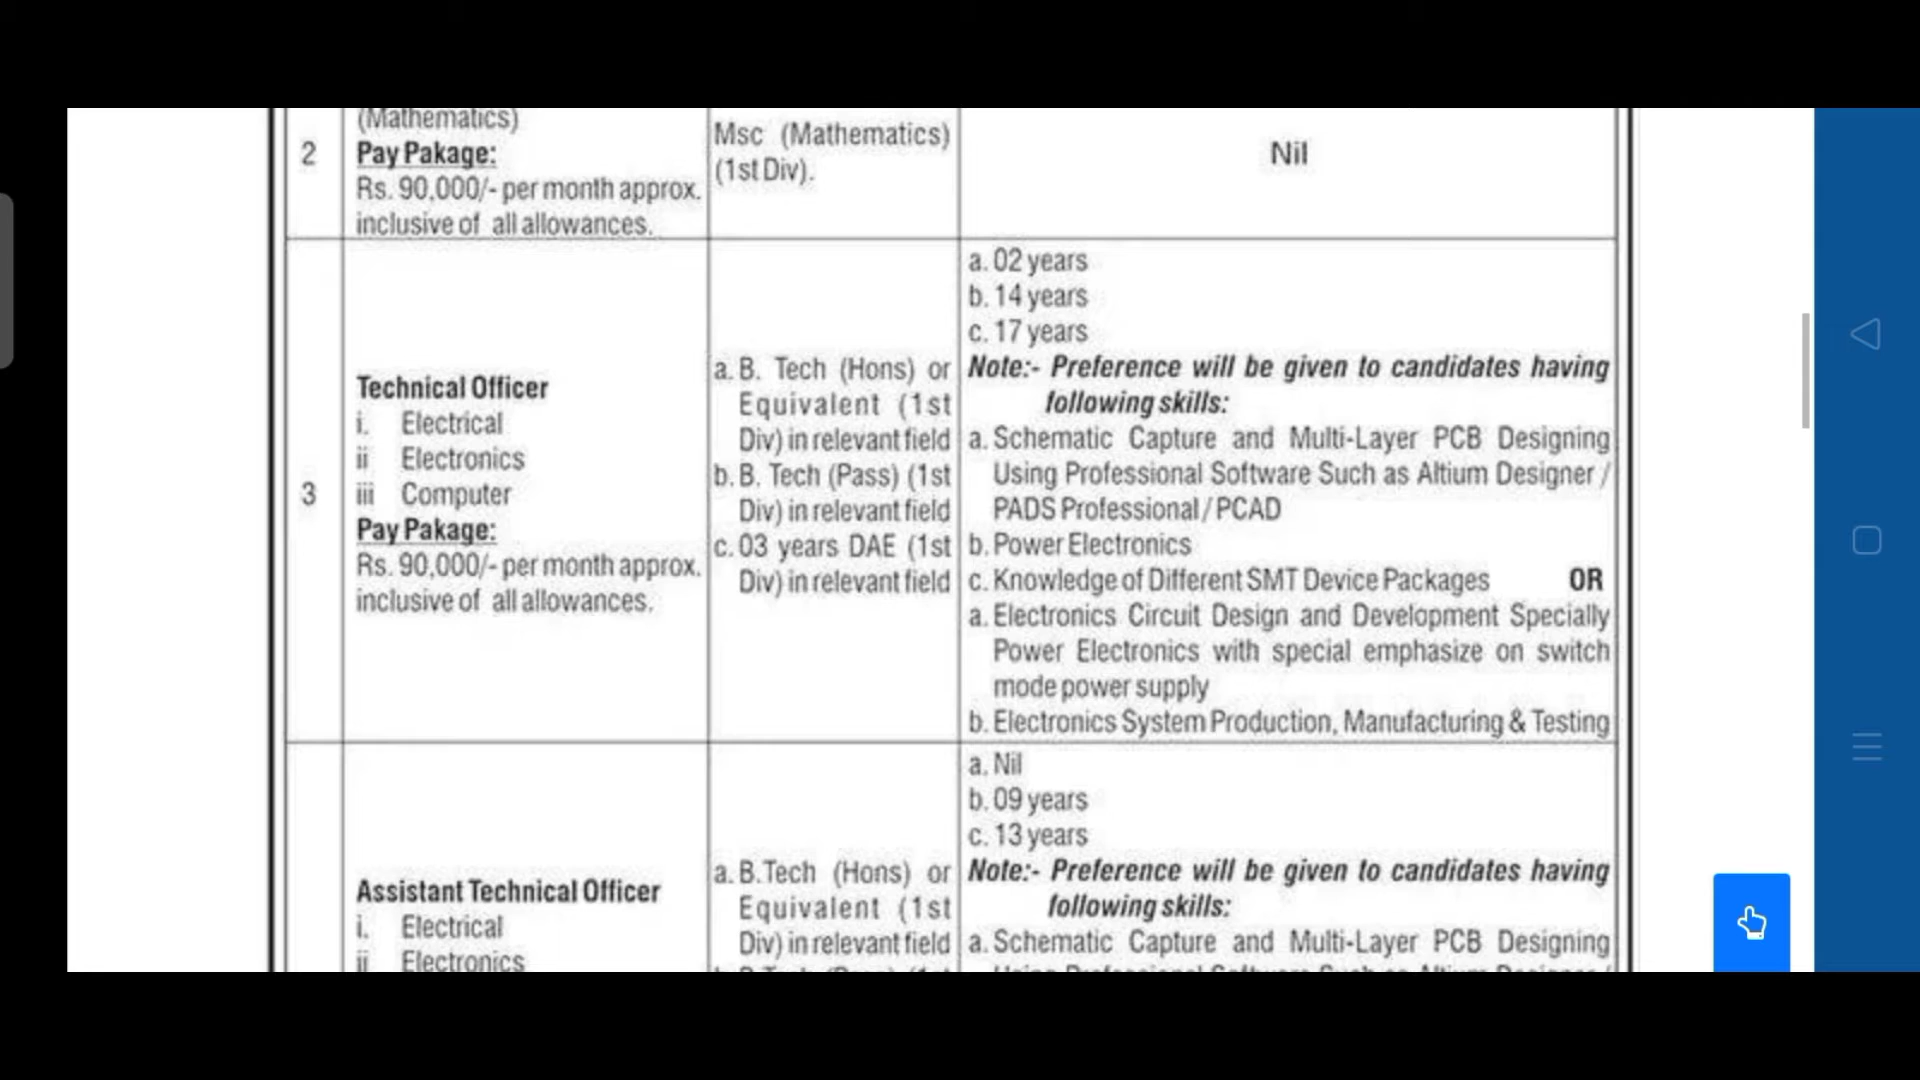 (Mathematics)
2
Pay Pakage:
Rs. 90,000/- per month approx.
inclusive of all allowances.
Msc (Mathematics)
(1st Div).
Nil
3
Technical Officer
i. Electrical
ii Electronics
iii Computer
Pay Pakage:
Rs. 90,000/- per month approx.
inclusive of all allowances.
a. B. Tech (Hons) or
Equivalent (1st
Div) in relevant field
b. B. Tech (Pass) (1st
Div) in relevant field
c. 03 years DAE (1st
Div) in relevant field
a. 02 years
b. 14 years
c. 17 years
Note:- Preference will be given to candidates having
following skills:
a. Schematic Capture and Multi-Layer PCB Designing
Using Professional Software Such as Altium Designer /
PADS Professional / PCAD
b. Power Electronics
c. Knowledge of Different SMT Device Packages OR
a. Electronics Circuit Design and Development Specially
Power Electronics with special emphasize on switch
mode power supply
b. Electronics System Production, Manufacturing & Testing
Assistant Technical Officer
i. Electrical
ii Electronics
a. B.Tech (Hons) or
Equivalent (1st
Div) in relevant field
a. Nil
b. 09 years
c. 13 years
Note:- Preference will be given to candidates having
following skills:
a. Schematic Capture and Multi-Layer PCB Designing